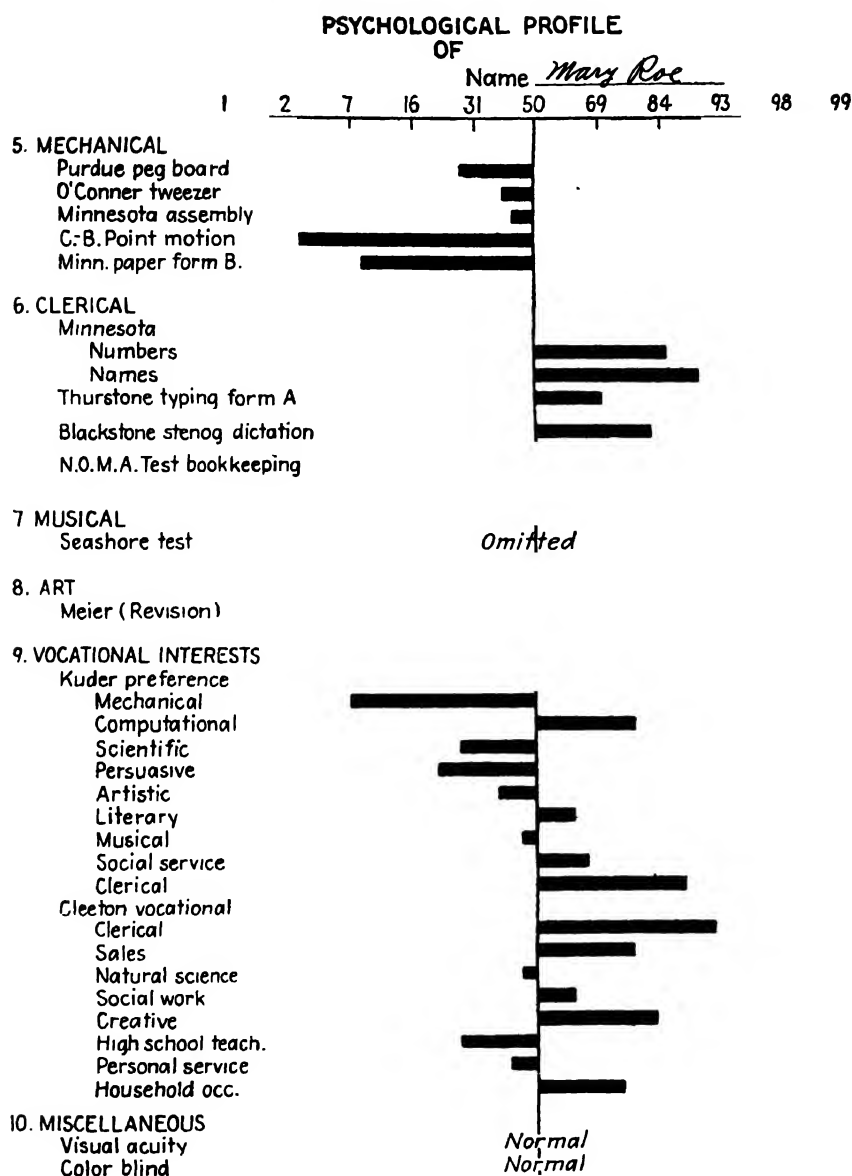 PSYCHOLOGICAL PROFILE
OF
Name Mary Roe
1 2 7 16 31 50 69 84 93 98 99
5. MECHANICAL
Purdue peg board
O'Conner tweezer
Minnesota assembly
C.-B. Point motion
Minn. paper form B.
6. CLERICAL
Minnesota
Numbers
Names
Thurstone typing form A
Blackstone stenog dictation
N.O.M.A. Test bookkeeping
7 MUSICAL
Seashore test Omitted
8. ART
Meier (Revision)
9. VOCATIONAL INTERESTS
Kuder preference
Mechanical
Computational
Scientific
Persuasive
Artistic
Literary
Musical
Social service
Clerical
Cleeton vocational
Clerical
Sales
Natural science
Social work
Creative
High school teach.
Personal service
Household occ.
10. MISCELLANEOUS
Visual acuity Normal
Color blind Normal